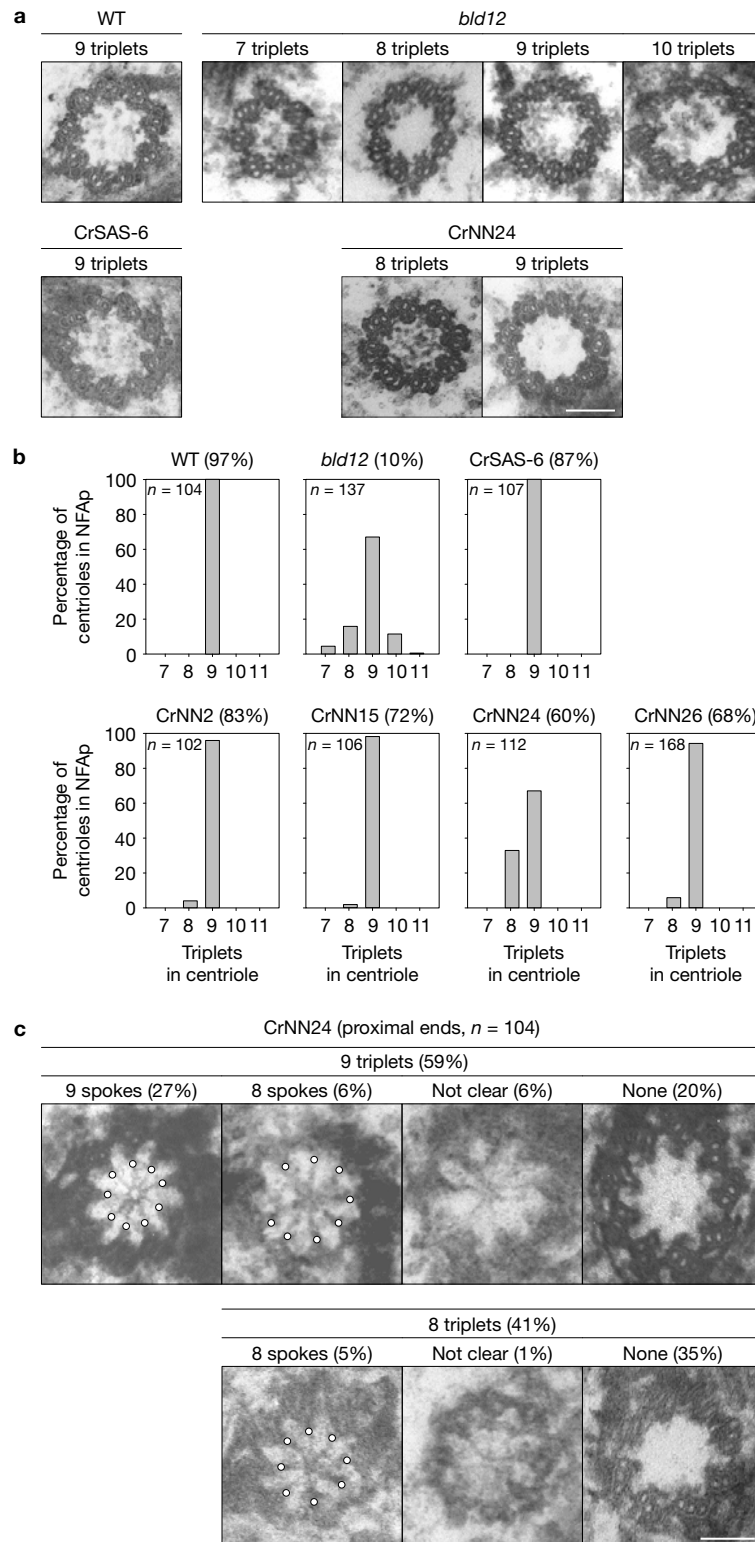 a
WT
bld12
9 triplets
7 triplets
8 triplets
9 triplets
10 triplets
CrSAS-6
CrNN24
9 triplets
8 triplets
9 triplets
b
WT (97%)
bld12 (10%)
CrSAS-6 (87%)
Percentage of
centrioles in NFAp
100
80
60
40
20
0
n = 104
n = 137
n = 107
7 8 9 10 11
7 8 9 10 11
7 8 9 10 11
CrNN2 (83%)
CrNN15 (72%)
CrNN24 (60%)
CrNN26 (68%)
Percentage of
centrioles in NFAp
100
80
60
40
20
0
n = 102
n = 106
n = 112
n = 168
7 8 9 10 11
7 8 9 10 11
7 8 9 10 11
7 8 9 10 11
Triplets
in centriole
Triplets
in centriole
Triplets
in centriole
Triplets
in centriole
c
CrNN24 (proximal ends, n = 104)
9 triplets (59%)
9 spokes (27%)
8 spokes (6%)
Not clear (6%)
None (20%)
8 triplets (41%)
8 spokes (5%)
Not clear (1%)
None (35%)